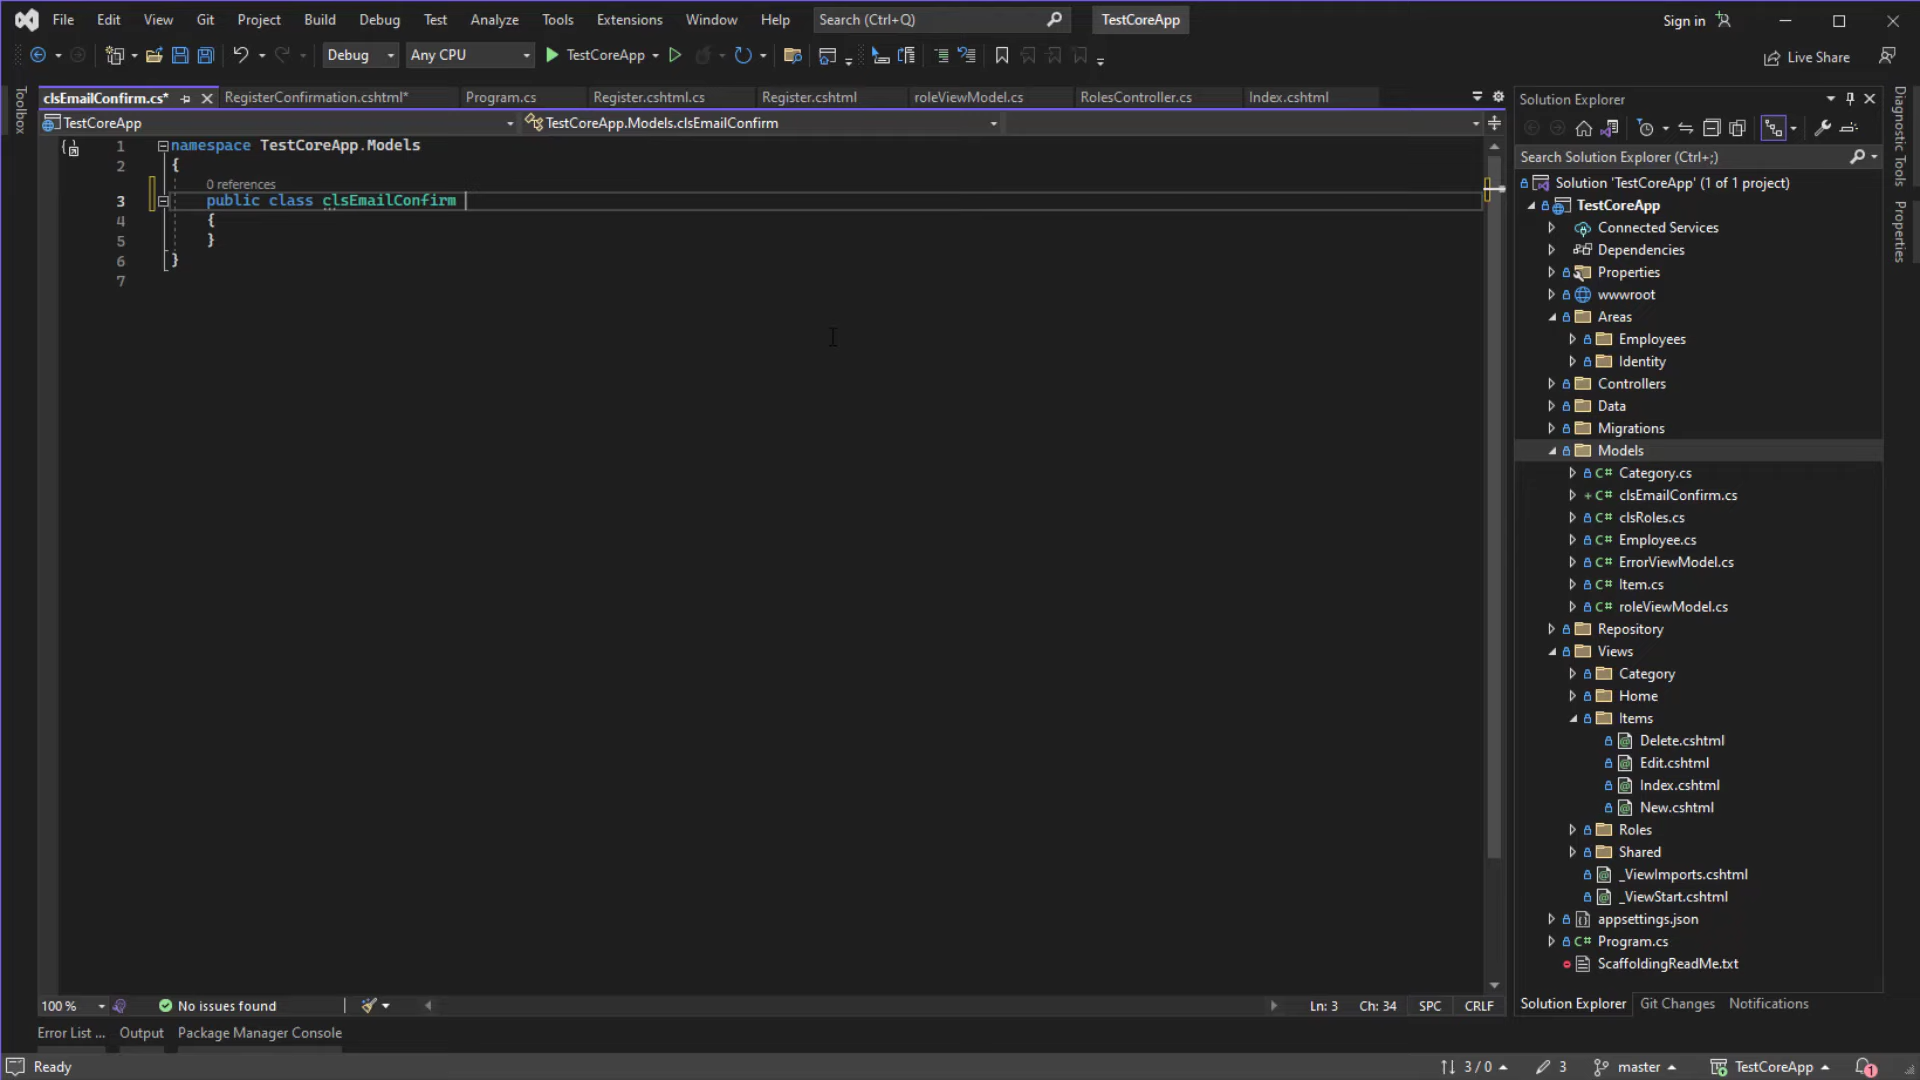 File Edit View Git Project Build Debug Test Analyze Tools Extensions Window Help Search (Ctrl+Q) TestCoreApp Sign in
Debug Any CPU TestCoreApp Live Share
Toolbox
clsEmailConfirm.cs* RegisterConfirmation.cshtml* Program.cs Register.cshtml.cs Register.cshtml roleViewModel.cs RolesController.cs Index.cshtml
TestCoreApp TestCoreApp.Models.clsEmailConfirm
1 namespace TestCoreApp.Models
2 {
0 references
3 public class clsEmailConfirm
4 {
5 }
6 }
7
100 % No issues found Ln: 3 Ch: 34 SPC CRLF
Error List ... Output Package Manager Console
Solution Explorer
Search Solution Explorer (Ctrl+;)
Solution 'TestCoreApp' (1 of 1 project)
TestCoreApp
Connected Services
Dependencies
Properties
wwwroot
Areas
Employees
Identity
Controllers
Data
Migrations
Models
C# Category.cs
+ C# clsEmailConfirm.cs
C# clsRoles.cs
C# Employee.cs
C# ErrorViewModel.cs
C# Item.cs
C# roleViewModel.cs
Repository
Views
Category
Home
Items
Delete.cshtml
Edit.cshtml
Index.cshtml
New.cshtml
Roles
Shared
_ViewImports.cshtml
_ViewStart.cshtml
appsettings.json
C# Program.cs
ScaffoldingReadMe.txt
Solution Explorer Git Changes Notifications
Diagnostic Tools
Properties
Ready 3 / 0 3 master TestCoreApp 1